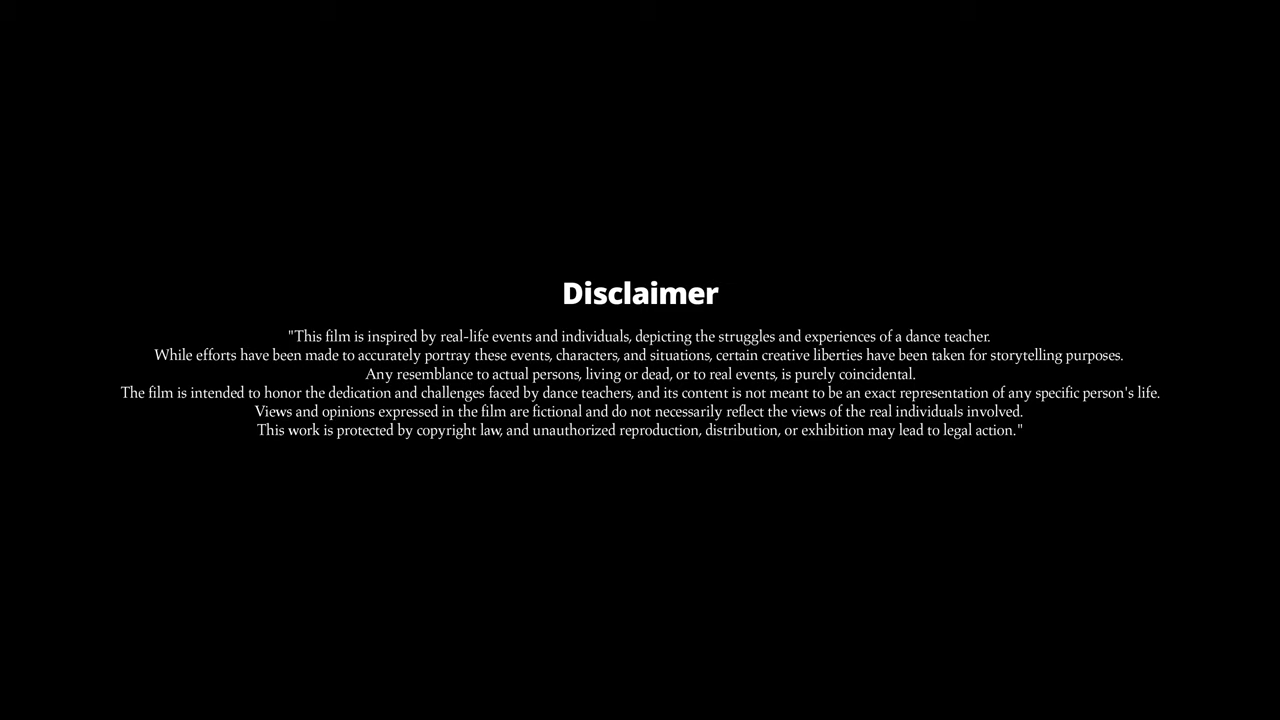 Disclaimer
"This film is inspired by real-life events and individuals, depicting the struggles and experiences of a dance teacher.
While efforts have been made to accurately portray these events, characters, and situations, certain creative liberties have been taken for storytelling purposes.
Any resemblance to actual persons, living or dead, or to real events, is purely coincidental.
The film is intended to honor the dedication and challenges faced by dance teachers, and its content is not meant to be an exact representation of any specific person's life.
Views and opinions expressed in the film are fictional and do not necessarily reflect the views of the real individuals involved.
This work is protected by copyright law, and unauthorized reproduction, distribution, or exhibition may lead to legal action."